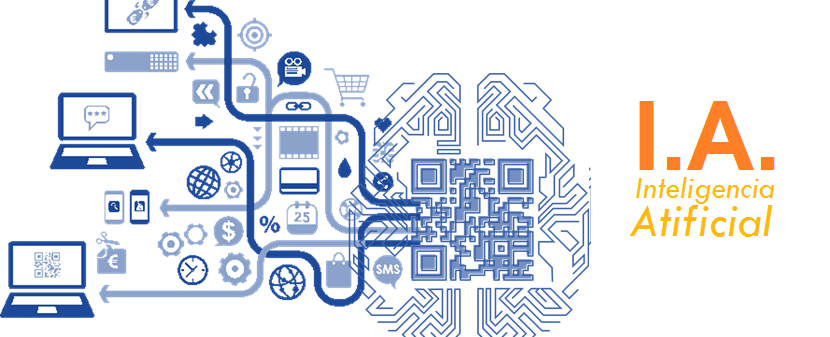 ***
%
25
$
€
SMS
€
€
I.A.
Inteligencia
Atificial